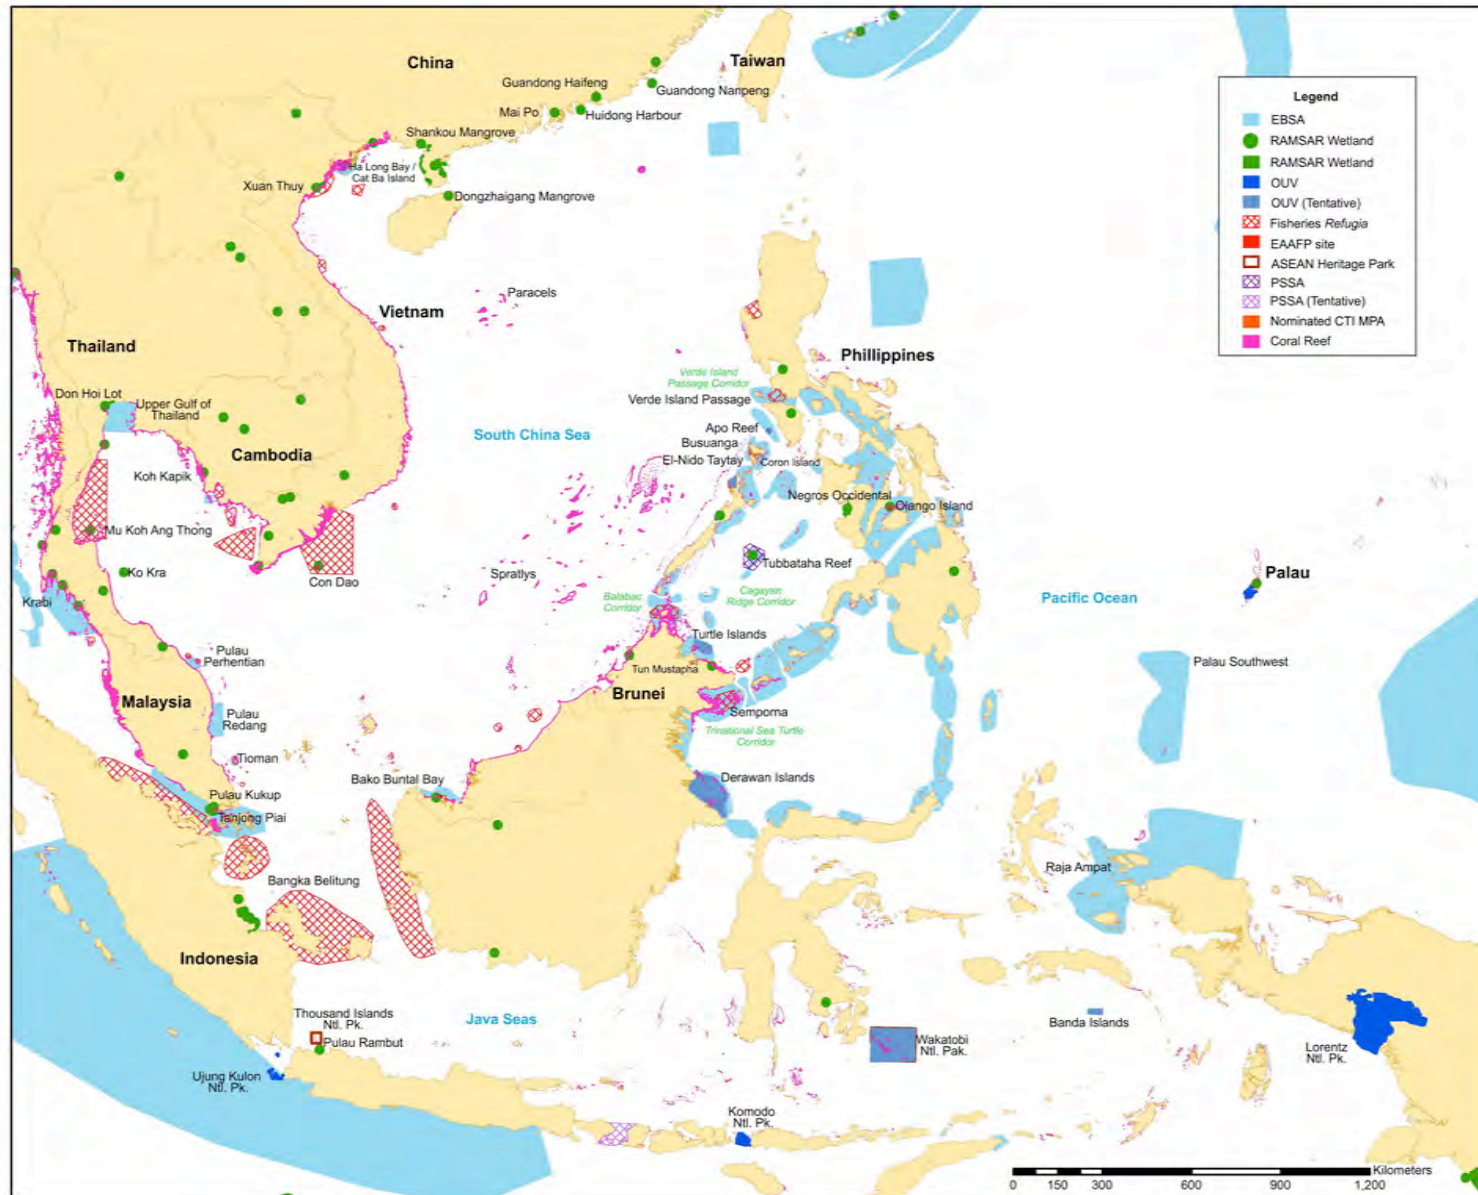 China
Taiwan
Guandong Haifeng
Guandong Nanpeng
Mai Po
Huidong Harbour
Shankou Mangrove
Ha Long Bay /
Cat Ba Island
Xuan Thuy
Dongzhaigang Mangrove
Legend
EBSA
RAMSAR Wetland
RAMSAR Wetland
OUV
OUV (Tentative)
Fisheries Refugia
EAAFP site
ASEAN Heritage Park
PSSA
PSSA (Tentative)
Nominated CTI MPA
Coral Reef
Paracels
Vietnam
Thailand
Phillippines
Verde Island
Passage Corridor
Verde Island Passage
Don Hoi Lot
Upper Gulf of
Thailand
South China Sea
Apo Reef
Busuanga
El-Nido Taytay
Coron Island
Cambodia
Koh Kapik
Negros Occidental
Olango Island
Mu Koh Ang Thong
Ko Kra
Con Dao
Spratlys
Tubbataha Reef
Palau
Krabi
Balabac
Corridor
Cagayan
Ridge Corridor
Pacific Ocean
Turtle Islands
Pulau
Perhentian
Tun Mustapha
Palau Southwest
Malaysia
Brunei
Pulau
Redang
Semporna
Trinational Sea Turtle
Corridor
Tioman
Bako Buntal Bay
Derawan Islands
Pulau Kukup
Tanjong Piai
Raja Ampat
Bangka Belitung
Indonesia
Thousand Islands
Ntl. Pk.
Pulau Rambut
Java Seas
Banda Islands
Wakatobi
Ntl. Pak.
Lorentz
Ntl. Pk.
Ujung Kulon
Ntl. Pk.
Komodo
Ntl. Pk.
Kilometers
0 150 300 600 900 1,200